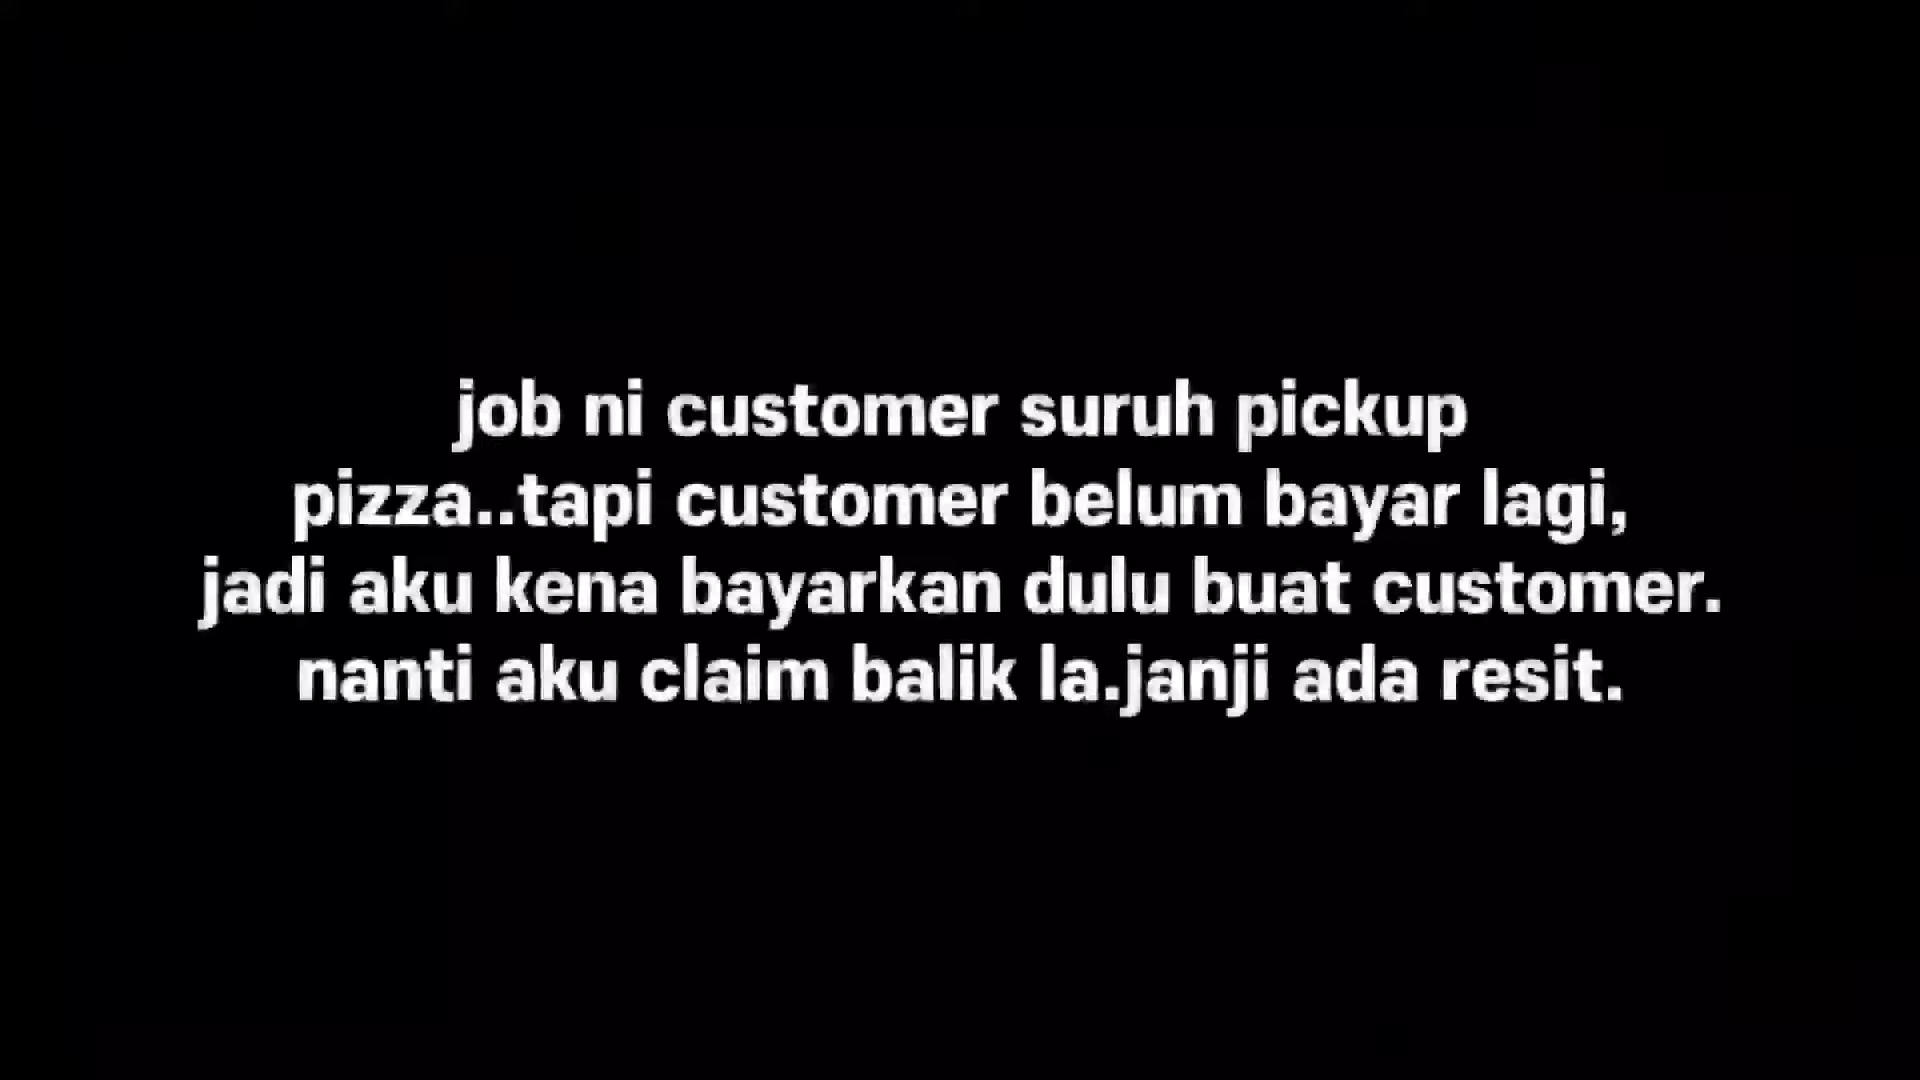 job ni customer suruh pickup
pizza..tapi customer belum bayar lagi,
jadi aku kena bayarkan dulu buat customer.
nanti aku claim balik la.janji ada resit.